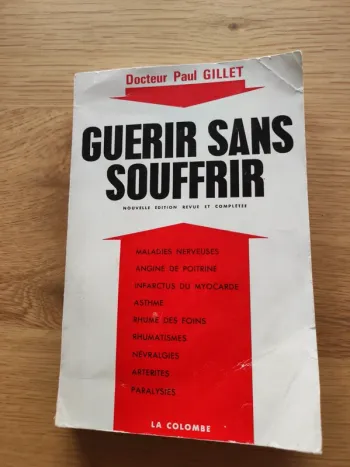 Docteur Paul GILLET
GUERIR SANS
SOUFFRIR
NOUVELLE EDITION REVUE ET COMPLETEE
MALADIES NERVEUSES
ANGINE DE POITRINE
INFARCTUS DU MYOCARDE
ASTHME
RHUME DES FOINS
RHUMATISMES
NÉVRALGIES
ARTERITES
PARALYSIES
LA COLOMBE